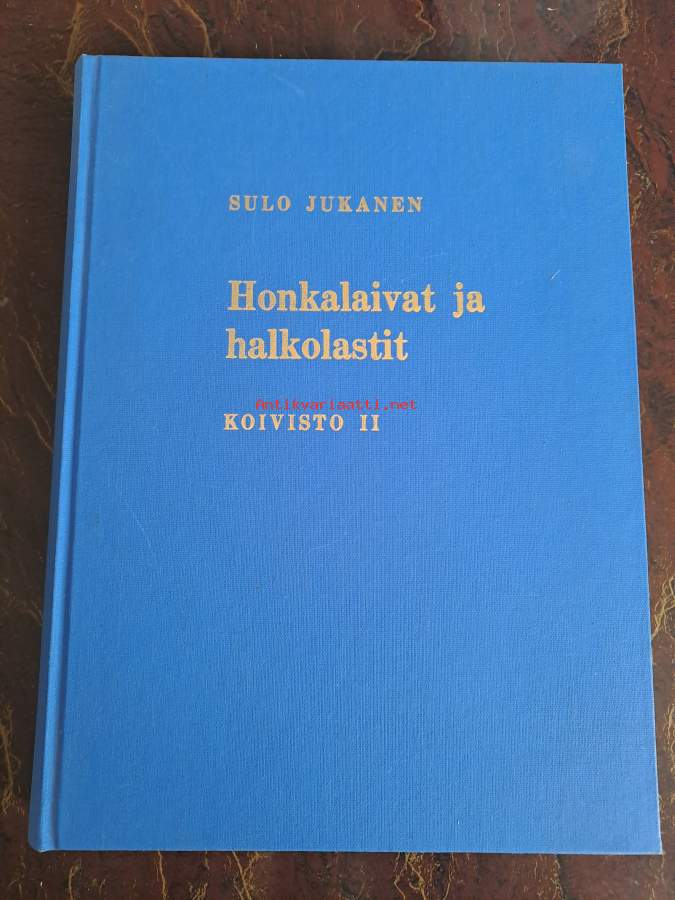 SULO JUKANEN
Honkalaivat ja
halkolastit
Antikvariaatti.net
KOIVISTO II